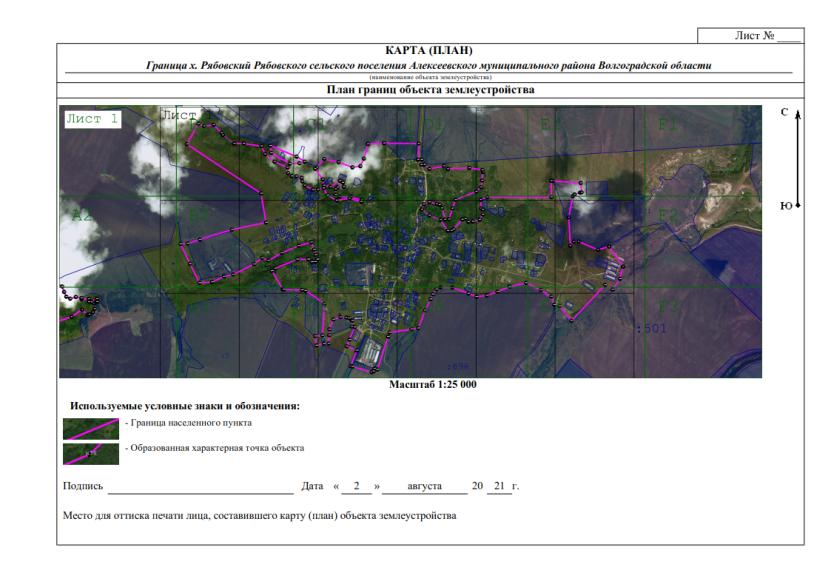 Лист №
КАРТА (ПЛАН)
Граница х. Рябовский Рябовского сельского поселения Алексеевского муниципального района Волгоградской области
(наименование объекта землеустройства)
План границ объекта землеустройства
Лист 1
Лист
С
Ю
E1
F1
A2
F2
:501
Масштаб 1:25 000
Используемые условные знаки и обозначения:
- Граница населенного пункта
- Образованная характерная точка объекта
Подпись Дата « 2 » августа 20 21 г.
Место для оттиска печати лица, составившего карту (план) объекта землеустройства